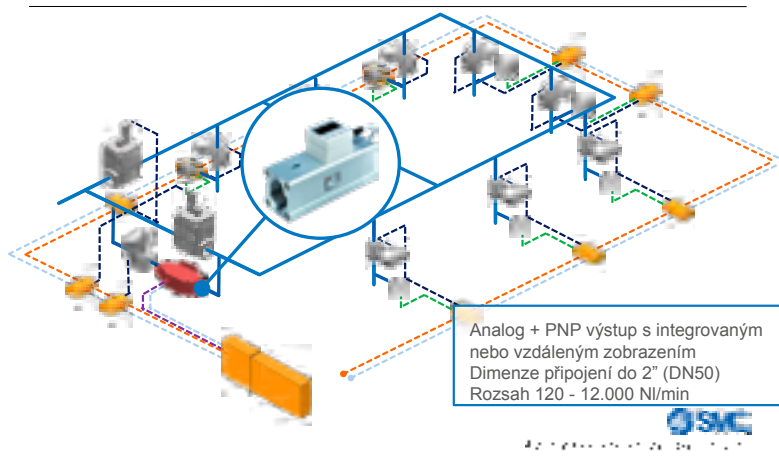 Analog + PNP výstup s integrovaným
nebo vzdáleným zobrazením
Dimenze připojení do 2” (DN50)
Rozsah 120 - 12.000 Nl/min
SMC